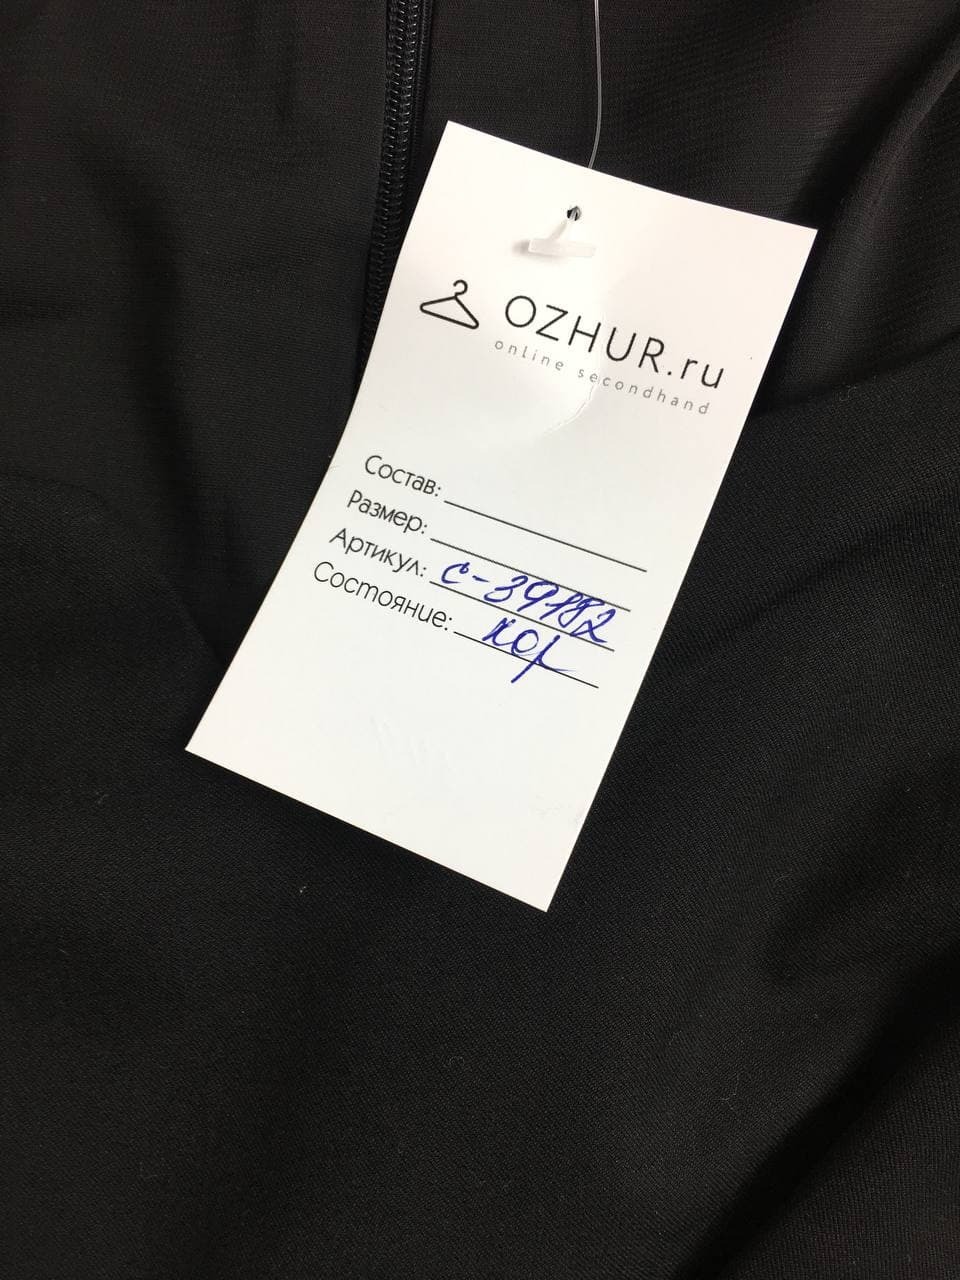 OZHUR.ru
online secondhand
Состав:
Размер:
Артикул: с-39182
Состояние: хор